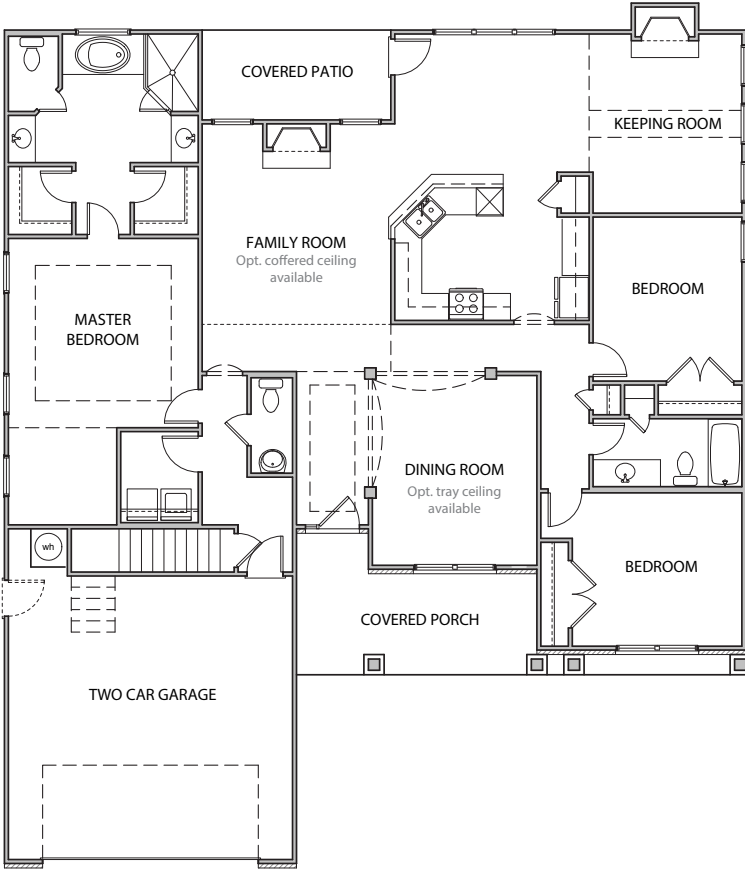 COVERED PATIO
KEEPING ROOM
FAMILY ROOM
Opt. coffered ceiling
available
BEDROOM
MASTER
BEDROOM
DINING ROOM
Opt. tray ceiling
available
wh
BEDROOM
COVERED PORCH
TWO CAR GARAGE